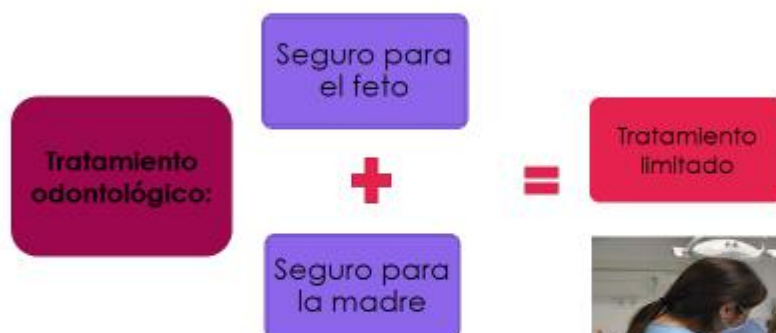 Tratamiento
odontológico:
Seguro para
el feto
+
Seguro para
la madre
=
Tratamiento
limitado